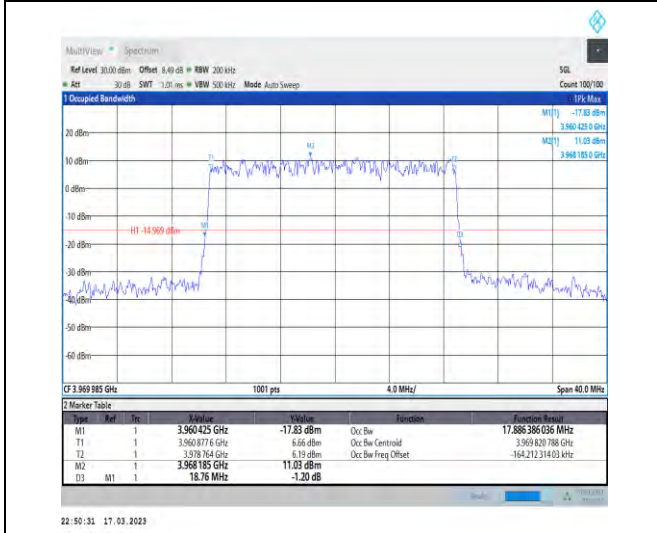 MultiView Spectrum
Ref Level 30.00 dBm Offset 8.49 dB RBW 200 kHz SGL
Att 30 dB SWT 1.01 ms VBW 500 kHz Mode Auto Sweep Count 100/100
1 Occupied Bandwidth 1Pk Max
M1[1] -17.83 dBm
3.960 425 0 GHz
M2[1] 11.03 dBm
3.968 185 0 GHz
20 dBm
M2
T1
T2
10 dBm
0 dBm
-10 dBm
M1
H1 -14.969 dBm
D3
-20 dBm
-30 dBm
-40 dBm
-50 dBm
-60 dBm
CF 3.969 985 GHz 1001 pts 4.0 MHz/ Span 40.0 MHz
2 Marker Table
Type Ref Trc X-Value Y-Value Function Function Result
M1 1 3.960425 GHz -17.83 dBm Occ Bw 17.886 386 036 MHz
T1 1 3.960 877 6 GHz 6.66 dBm Occ Bw Centroid 3.969 820 788 GHz
T2 1 3.978 764 GHz 6.19 dBm Occ Bw Freq Offset -164.212 314 03 kHz
M2 1 3.968185 GHz 11.03 dBm
D3 M1 1 18.76 MHz -1.20 dB
22:50:31 17.03.2023